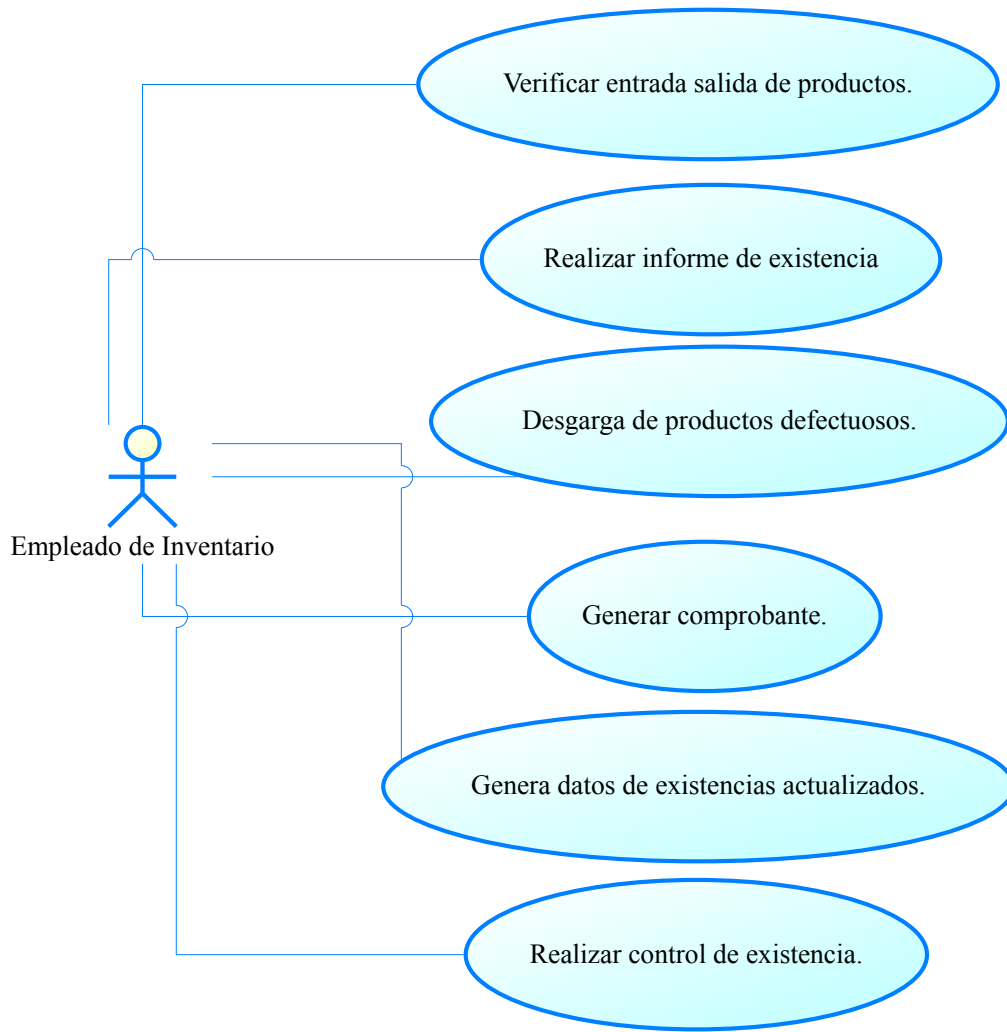 Verificar entrada salida de productos.
Realizar informe de existencia
Desgarga de productos defectuosos.
Empleado de Inventario
Generar comprobante.
Genera datos de existencias actualizados.
Realizar control de existencia.